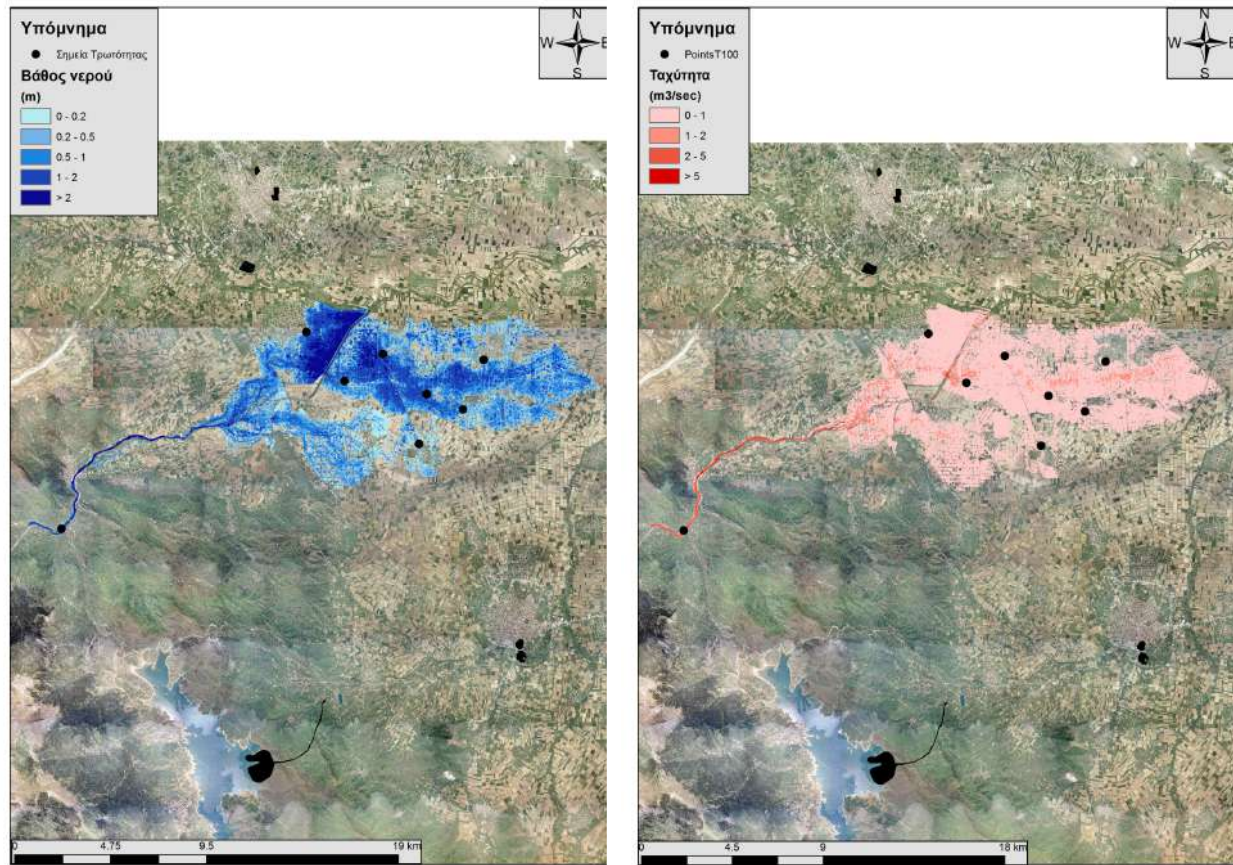 Υπόμνημα
Σημεία Τρωτότητας
Βάθος νερού
(m)
0 - 0.2
0.2 - 0.5
0.5 - 1
1 - 2
> 2
N
W E
S
0 4.75 9.5 19 km
Υπόμνημα
PointsT100
Ταχύτητα
(m3/sec)
0 - 1
1 - 2
2 - 5
> 5
N
W E
S
0 4.5 9 18 km